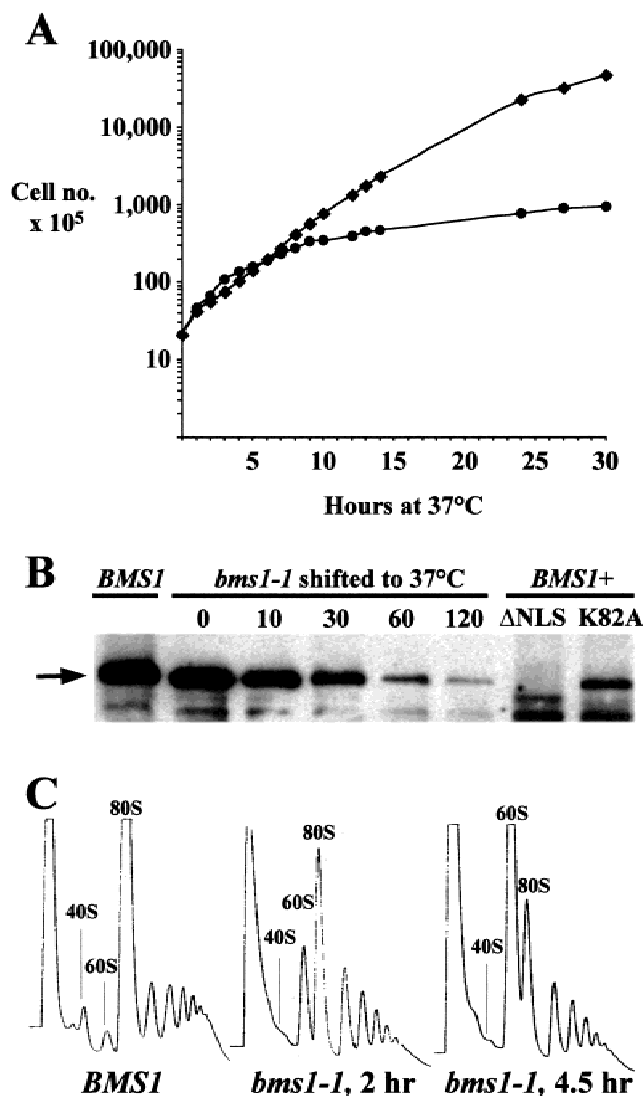 A
100,000
10,000
Cell no.
x 10⁵
1,000
100
10
5 10 15 20 25 30
Hours at 37°C
B
BMS1 bms1-1 shifted to 37°C BMS1+
0 10 30 60 120 ΔNLS K82A
C
80S
40S
60S
BMS1
80S
60S
40S
bms1-1, 2 hr
60S
80S
40S
bms1-1, 4.5 hr